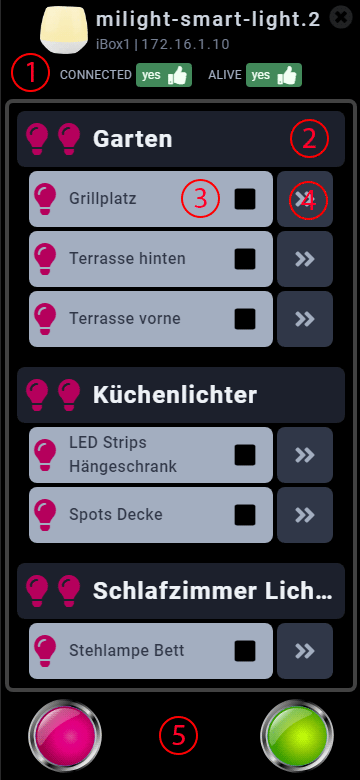 milight-smart-light.2
iBox1 | 172.16.1.10
1 CONNECTED yes ALIVE yes
Garten 2
Grillplatz 3 4
Terrasse hinten
Terrasse vorne
Küchenlichter
LED Strips
Hängeschrank
Spots Decke
Schlafzimmer Lich...
Stehlampe Bett
5